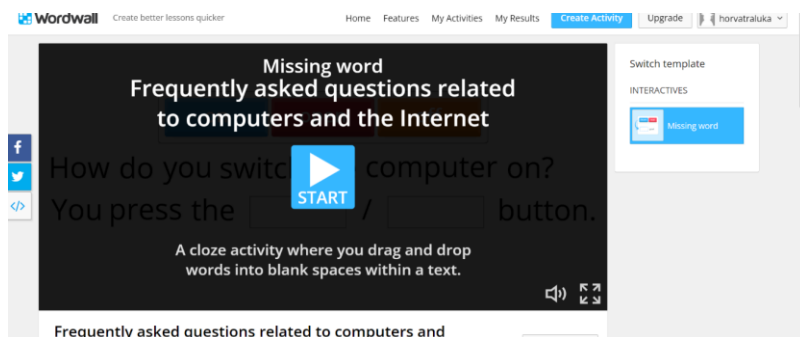 Wordwall Create better lessons quicker Home Features My Activities My Results Create Activity Upgrade horvatraluka
Missing word
Frequently asked questions related
to computers and the Internet
How do you switch computer on?
START
You press the / button.
A cloze activity where you drag and drop
words into blank spaces within a text.
Switch template
INTERACTIVES
Missing word
f
</>
Frequently asked questions related to computers and